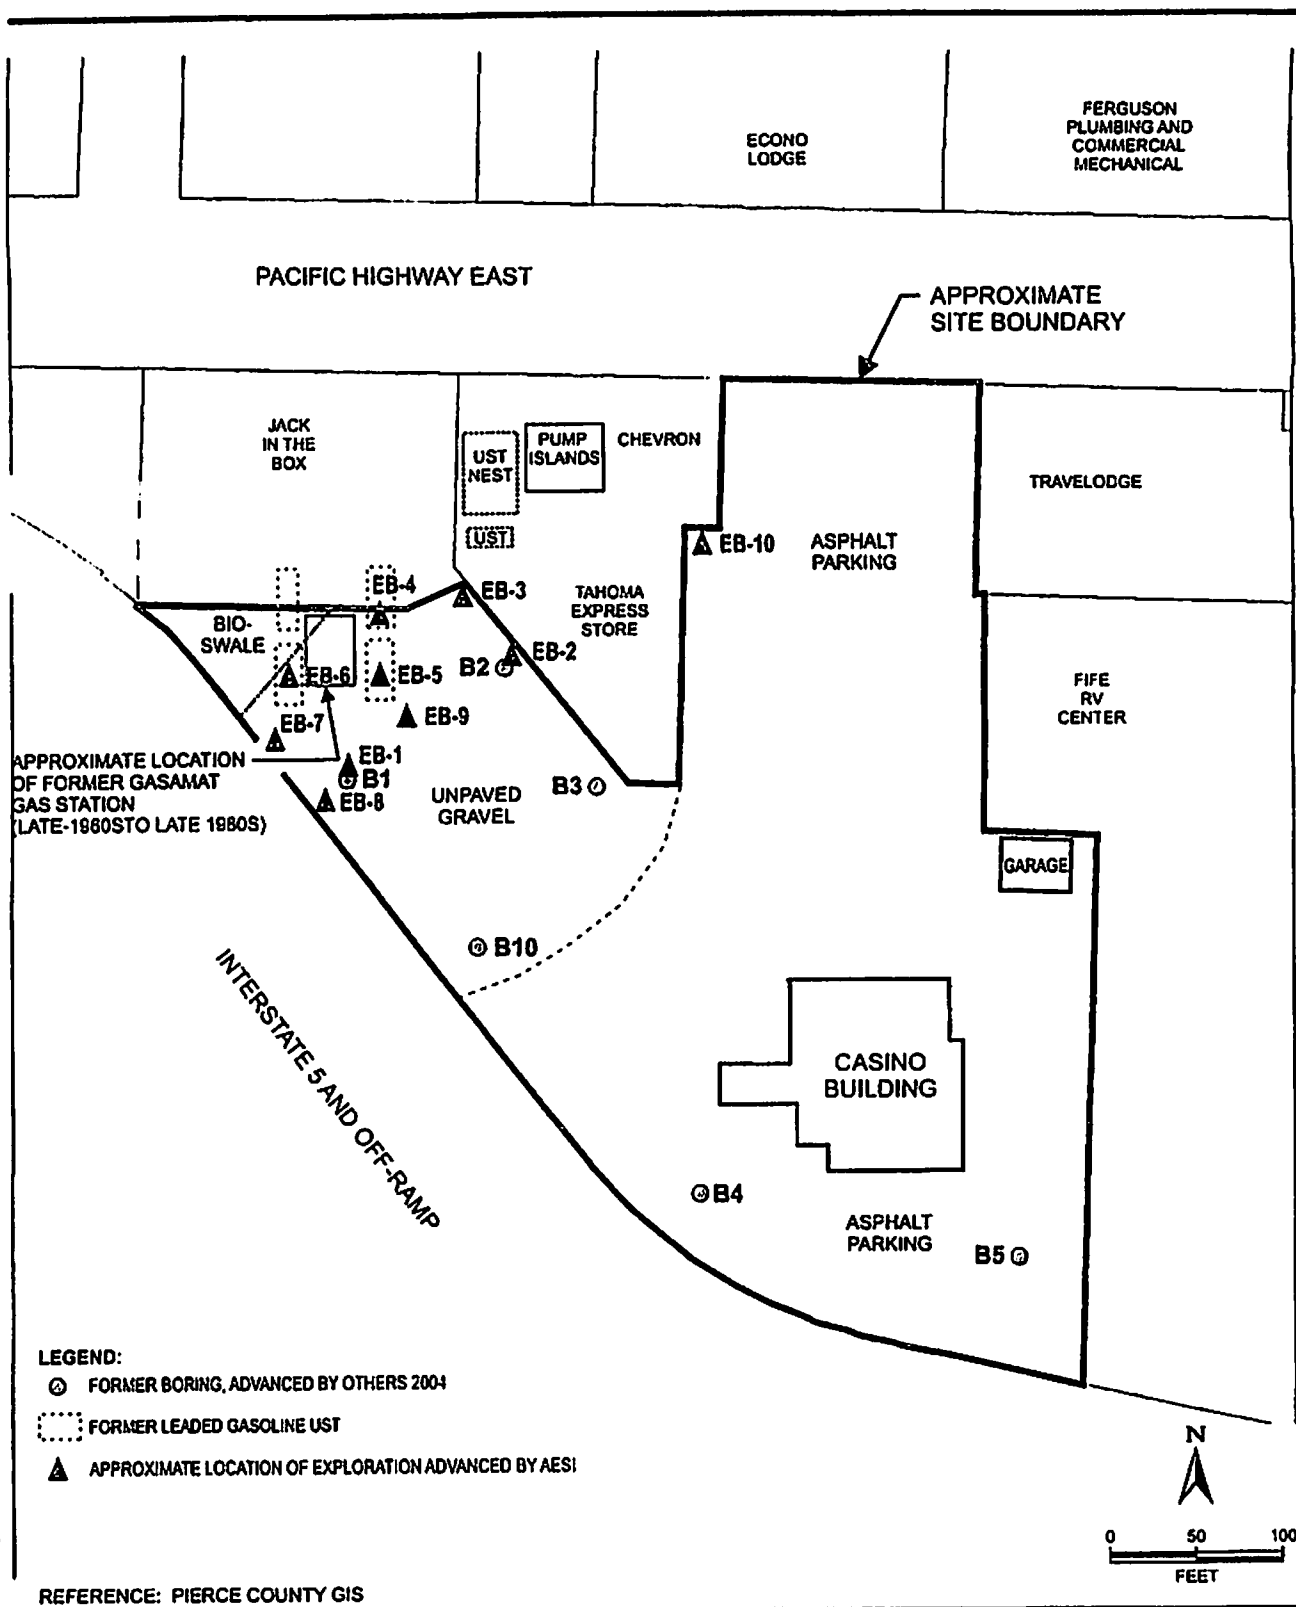 ECONO
LODGE
FERGUSON
PLUMBING AND
COMMERCIAL
MECHANICAL
PACIFIC HIGHWAY EAST
APPROXIMATE
SITE BOUNDARY
JACK
IN THE
BOX
UST
NEST
PUMP
ISLANDS
CHEVRON
UST
TRAVELODGE
EB-10
ASPHALT
PARKING
EB-4
EB-3
TAHOMA
EXPRESS
STORE
BIO-
SWALE
EB-2
B2
EB-6
EB-5
EB-9
FIFE
RV
CENTER
EB-7
APPROXIMATE LOCATION
OF FORMER GASAMAT
GAS STATION
(LATE-1960STO LATE 1980S)
EB-1
B1
EB-8
UNPAVED
GRAVEL
B3
GARAGE
B10
INTERSTATE 5 AND OFF-RAMP
CASINO
BUILDING
B4
ASPHALT
PARKING
B5
LEGEND:
FORMER BORING, ADVANCED BY OTHERS 2004
FORMER LEADED GASOLINE UST
APPROXIMATE LOCATION OF EXPLORATION ADVANCED BY AESI
N
0 50 100
FEET
REFERENCE: PIERCE COUNTY GIS